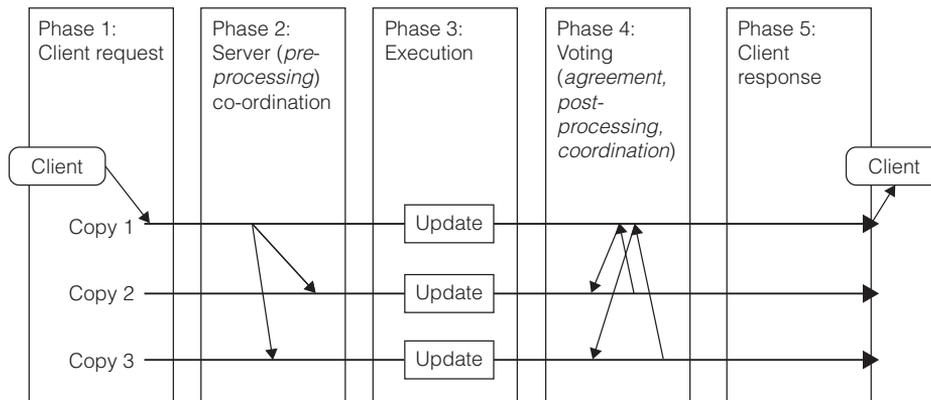 Phase 1:
Client request
Phase 2:
Server (pre-
processing)
co-ordination
Phase 3:
Execution
Phase 4:
Voting
(agreement,
post-
processing,
coordination)
Phase 5:
Client
response
Client
Client
Copy 1
Update
Copy 2
Update
Copy 3
Update